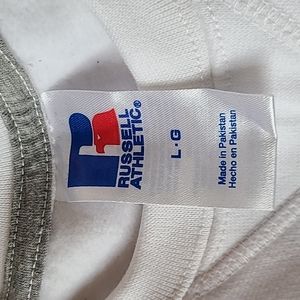 RUSSELL
ATHLETIC®
L · G
Made in Pakistan
Hecho en Pakistan